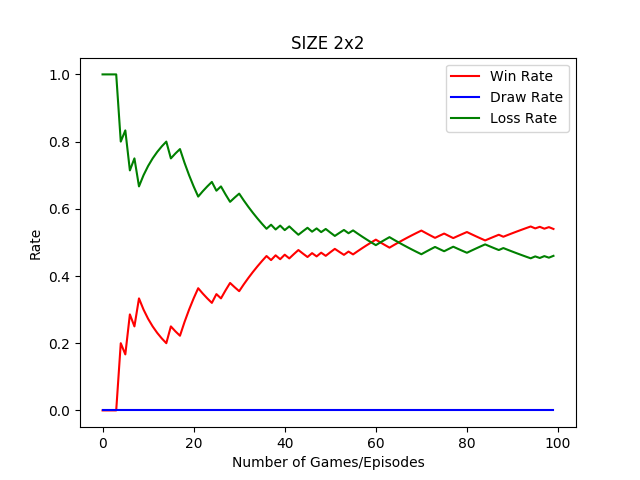 SIZE 2x2
Win Rate
Draw Rate
Loss Rate
1.0
0.8
0.6
0.4
0.2
0.0
Rate
0 20 40 60 80 100
Number of Games/Episodes